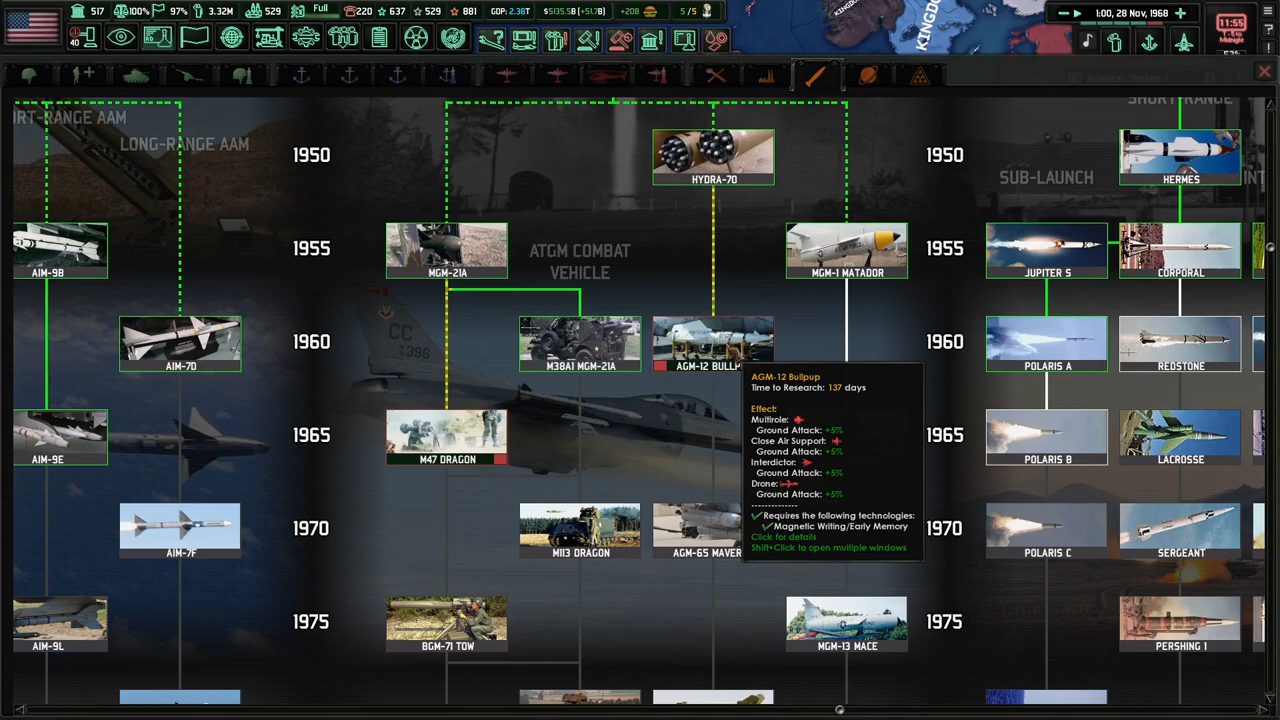 517 100% 97% 3.32M 529 Full 220 637 529 881 GDP: 2.38T $5135.5B (+51.7B) +208 5 / 5 1:00, 28 Nov, 1968 11:55
40
KINGDO
LONG-RANGE AAM
1950
HYDRA-70
1950
SUB-LAUNCH
HERMES
AIM-9B
1955
MGM-21A
ATGM COMBAT
VEHICLE
MGM-1 MATADOR
1955
JUPITER S
CORPORAL
AIM-7D
1960
CC
396
M38A1 MGM-21A
AGM-12 BULLP
1960
POLARIS A
REDSTONE
AGM-12 Bullpup
Time to Research: 137 days
Effect:
Multirole:
Ground Attack: +5%
Close Air Support:
Ground Attack: +5%
Interdictor:
Ground Attack: +5%
Drone:
Ground Attack: +5%
--------------
Requires the following technologies:
Magnetic Writing/Early Memory
Click for details
Shift+Click to open multiple windows
AIM-9E
1965
M47 DRAGON
1965
POLARIS B
LACROSSE
AIM-7F
1970
M113 DRAGON
AGM-65 MAVER
1970
POLARIS C
SERGEANT
AIM-9L
1975
BGM-71 TOW
MGM-13 MACE
1975
PERSHING 1